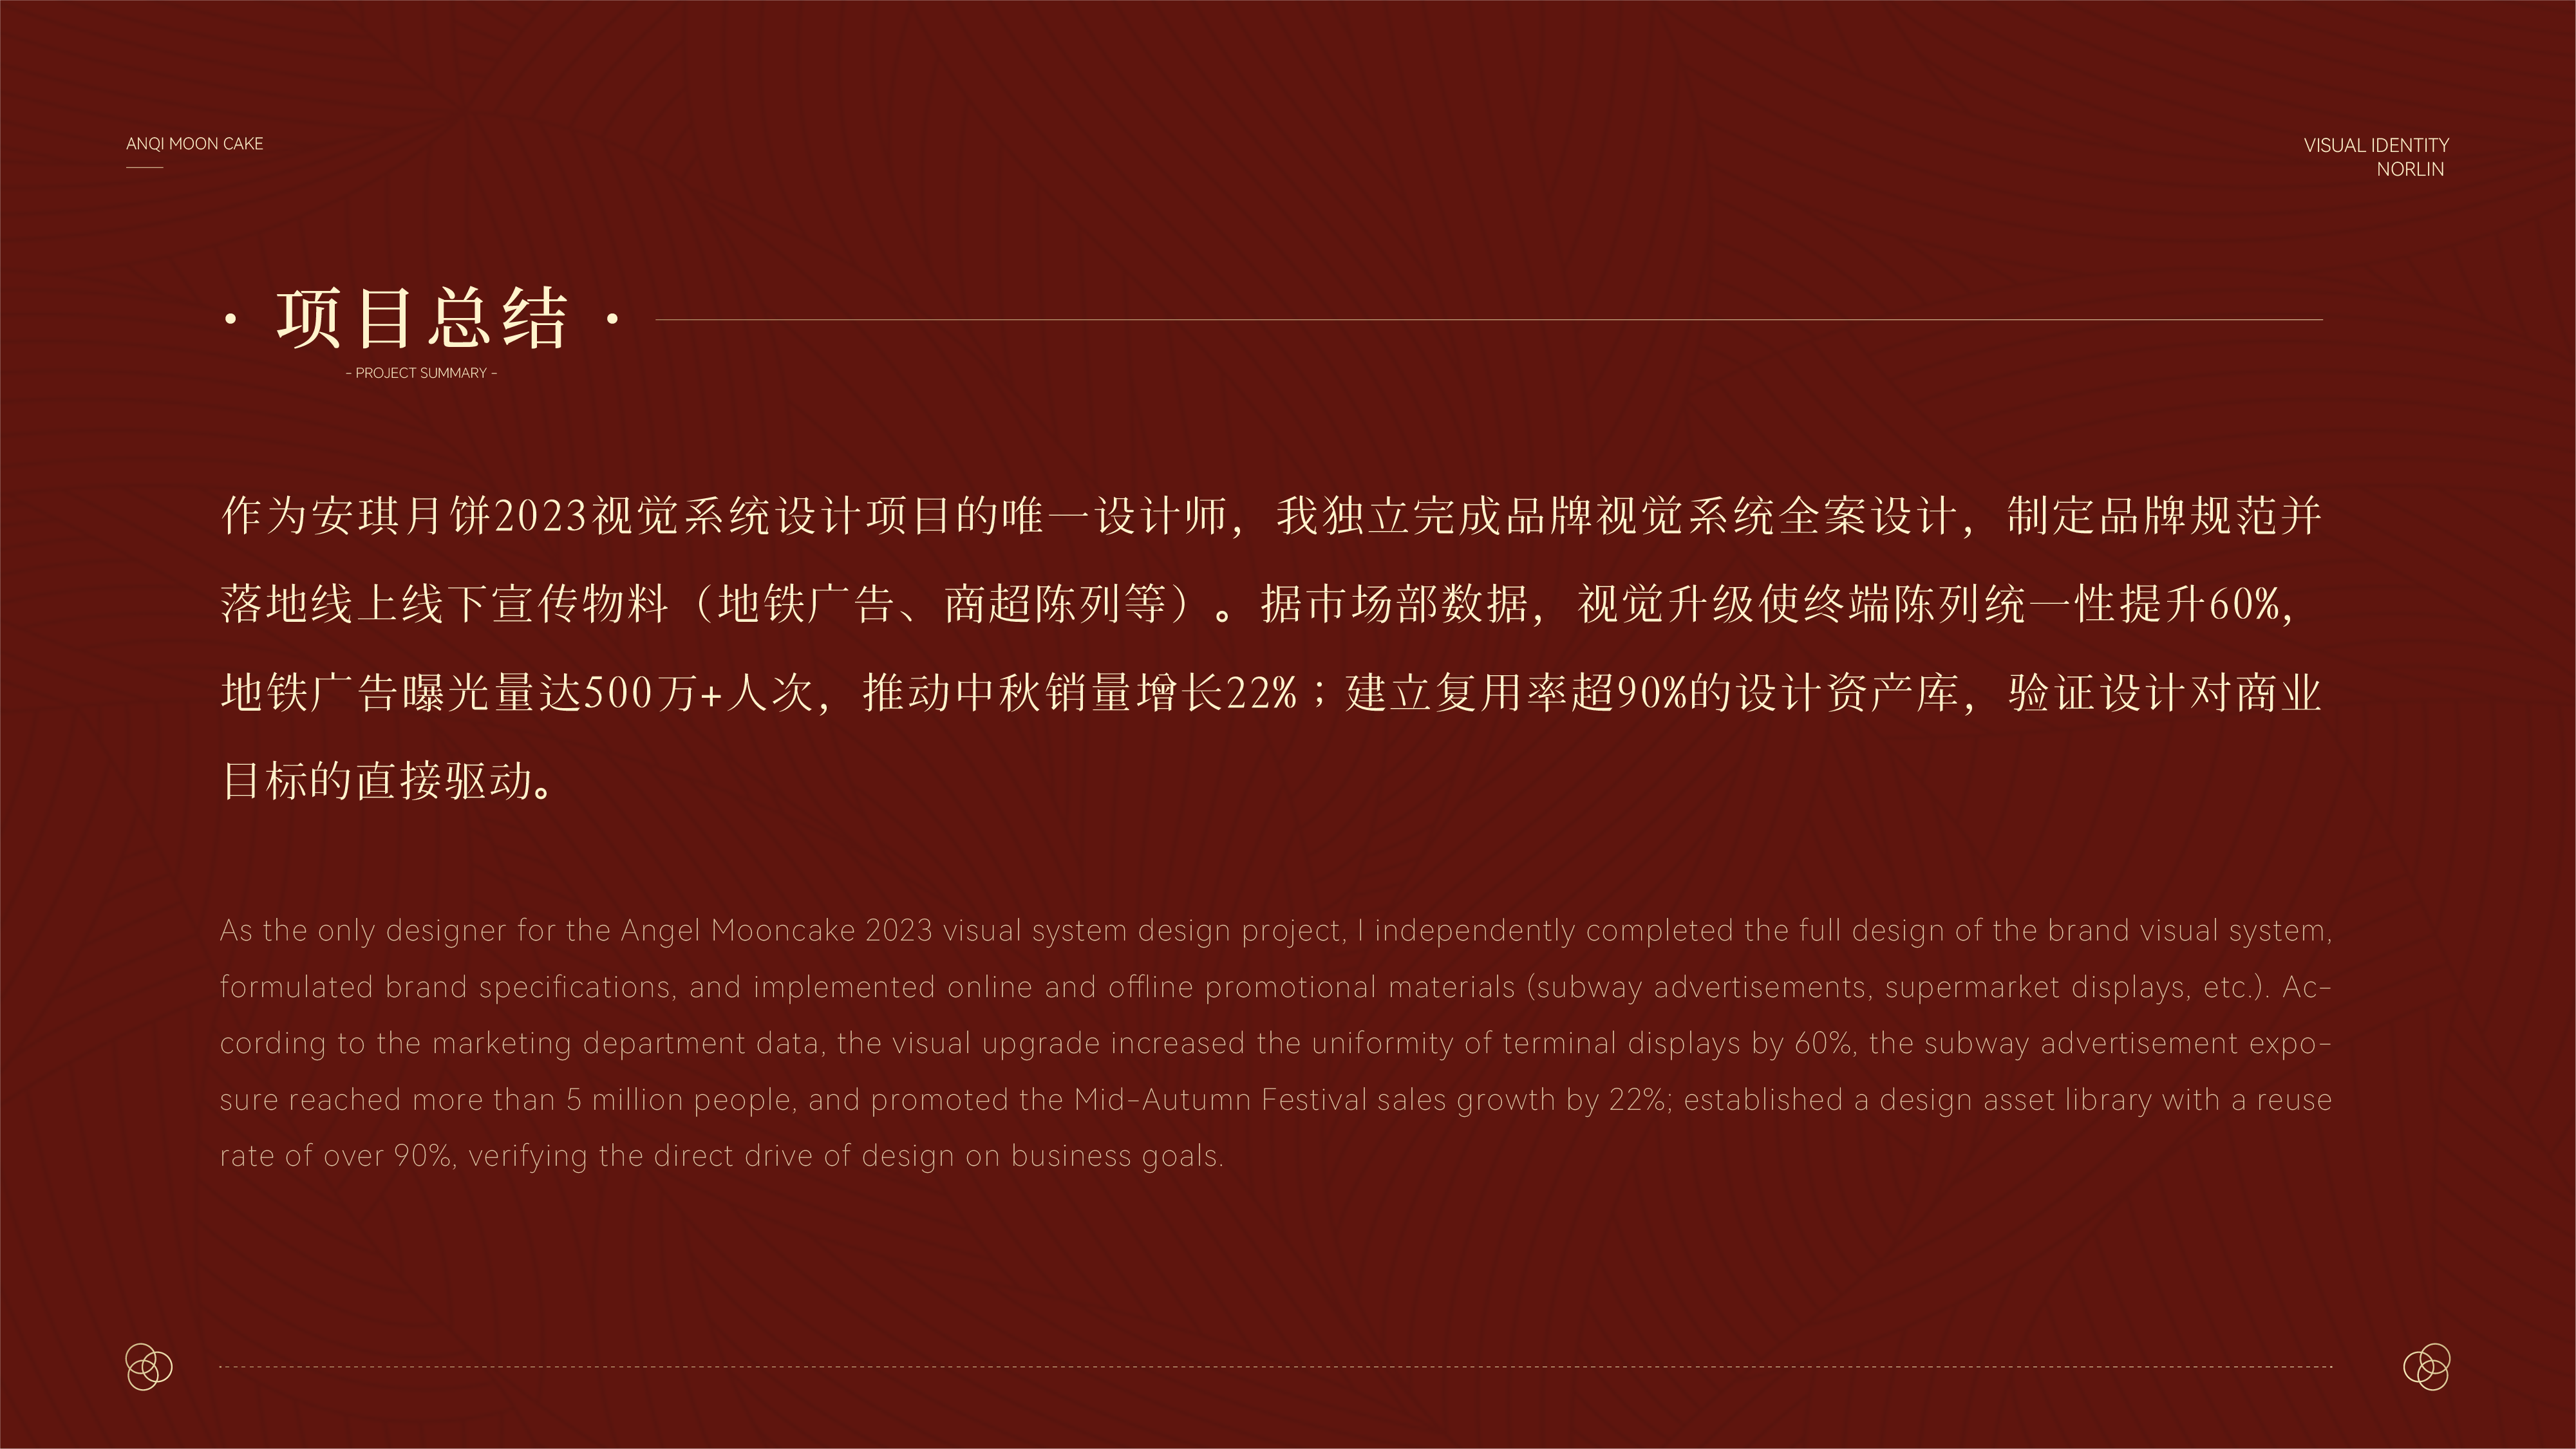 ANQI MOON CAKE
VISUAL IDENTITY
NORLIN
· 项目总结 ·
- PROJECT SUMMARY -
作为安琪月饼2023视觉系统设计项目的唯一设计师，我独立完成品牌视觉系统全案设计，制定品牌规范并
落地线上线下宣传物料（地铁广告、商超陈列等）。据市场部数据，视觉升级使终端陈列统一性提升60%，
地铁广告曝光量达500万+人次，推动中秋销量增长22%；建立复用率超90%的设计资产库，验证设计对商业
目标的直接驱动。
As the only designer for the Angel Mooncake 2023 visual system design project, I independently completed the full design of the brand visual system,
formulated brand specifications, and implemented online and offline promotional materials (subway advertisements, supermarket displays, etc.). Ac-
cording to the marketing department data, the visual upgrade increased the uniformity of terminal displays by 60%, the subway advertisement expo-
sure reached more than 5 million people, and promoted the Mid-Autumn Festival sales growth by 22%; established a design asset library with a reuse
rate of over 90%, verifying the direct drive of design on business goals.